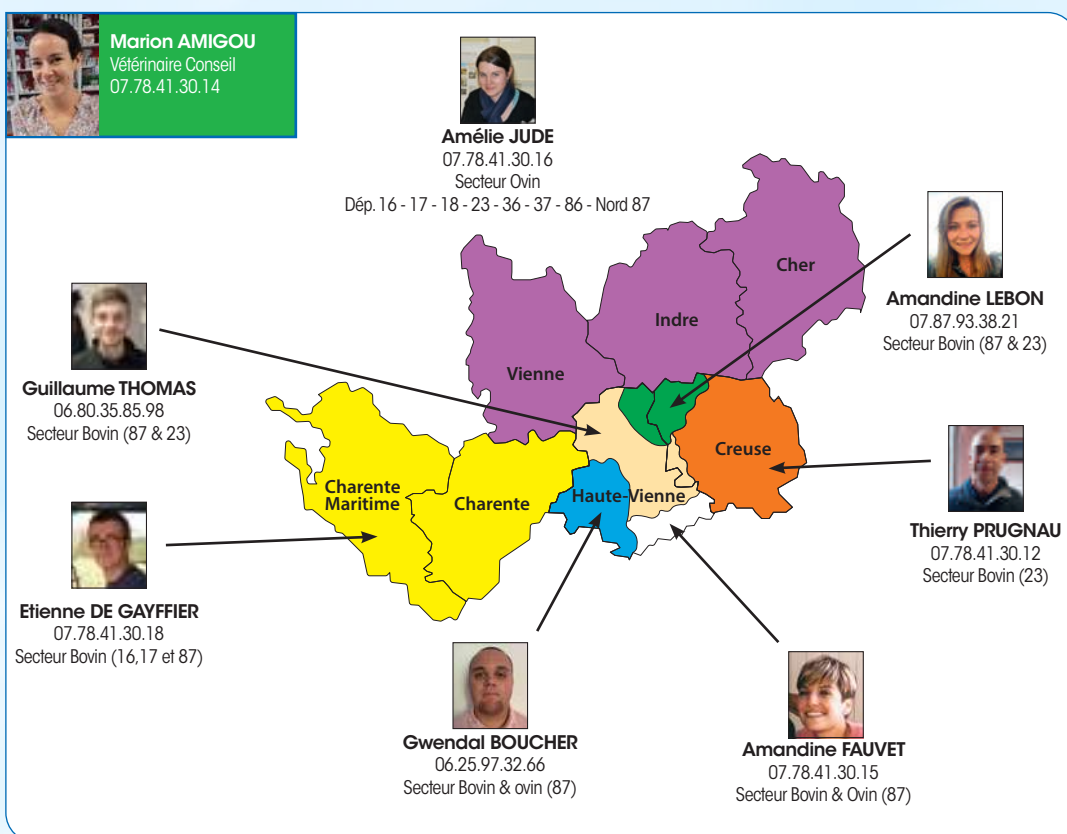 Marion AMIGOU
Vétérinaire Conseil
07.78.41.30.14
Amélie JUDE
07.78.41.30.16
Secteur Ovin
Dép. 16 - 17 - 18 - 23 - 36 - 37 - 86 - Nord 87
Amandine LEBON
07.87.93.38.21
Secteur Bovin (87 & 23)
Guillaume THOMAS
06.80.35.85.98
Secteur Bovin (87 & 23)
Cher
Indre
Vienne
Creuse
Charente
Maritime
Charente
Haute-Vienne
Thierry PRUGNAU
07.78.41.30.12
Secteur Bovin (23)
Etienne DE GAYFFIER
07.78.41.30.18
Secteur Bovin (16,17 et 87)
Gwendal BOUCHER
06.25.97.32.66
Secteur Bovin & ovin (87)
Amandine FAUVET
07.78.41.30.15
Secteur Bovin & Ovin (87)